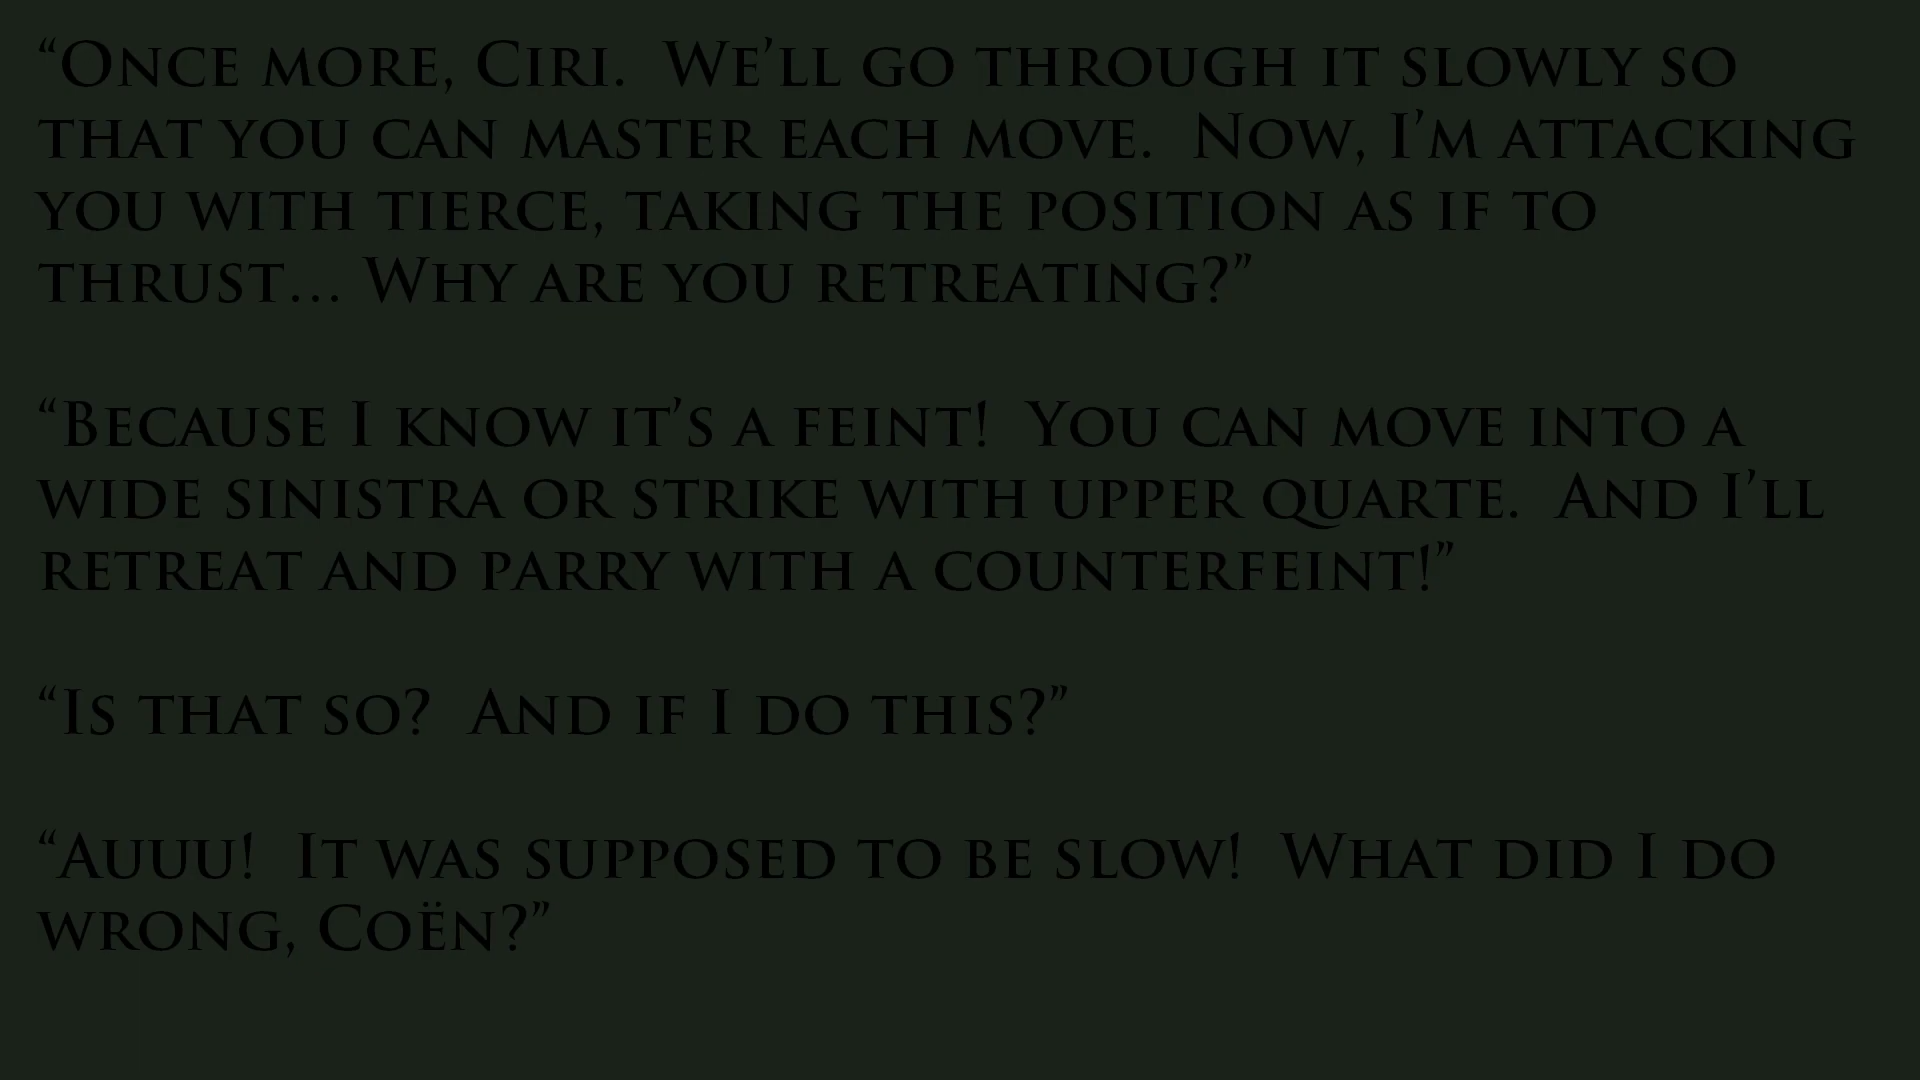 “Once more, Ciri.  We’ll go through it slowly so
that you can master each move.  Now, I’m attacking
you with tierce, taking the position as if to
thrust… Why are you retreating?”
“Because I know it’s a feint!  You can move into a
wide sinistra or strike with upper quarte.  And I’ll
retreat and parry with a counterfeint!”
“Is that so?  And if I do this?”
“Auuu!  It was supposed to be slow!  What did I do
wrong, Coën?”